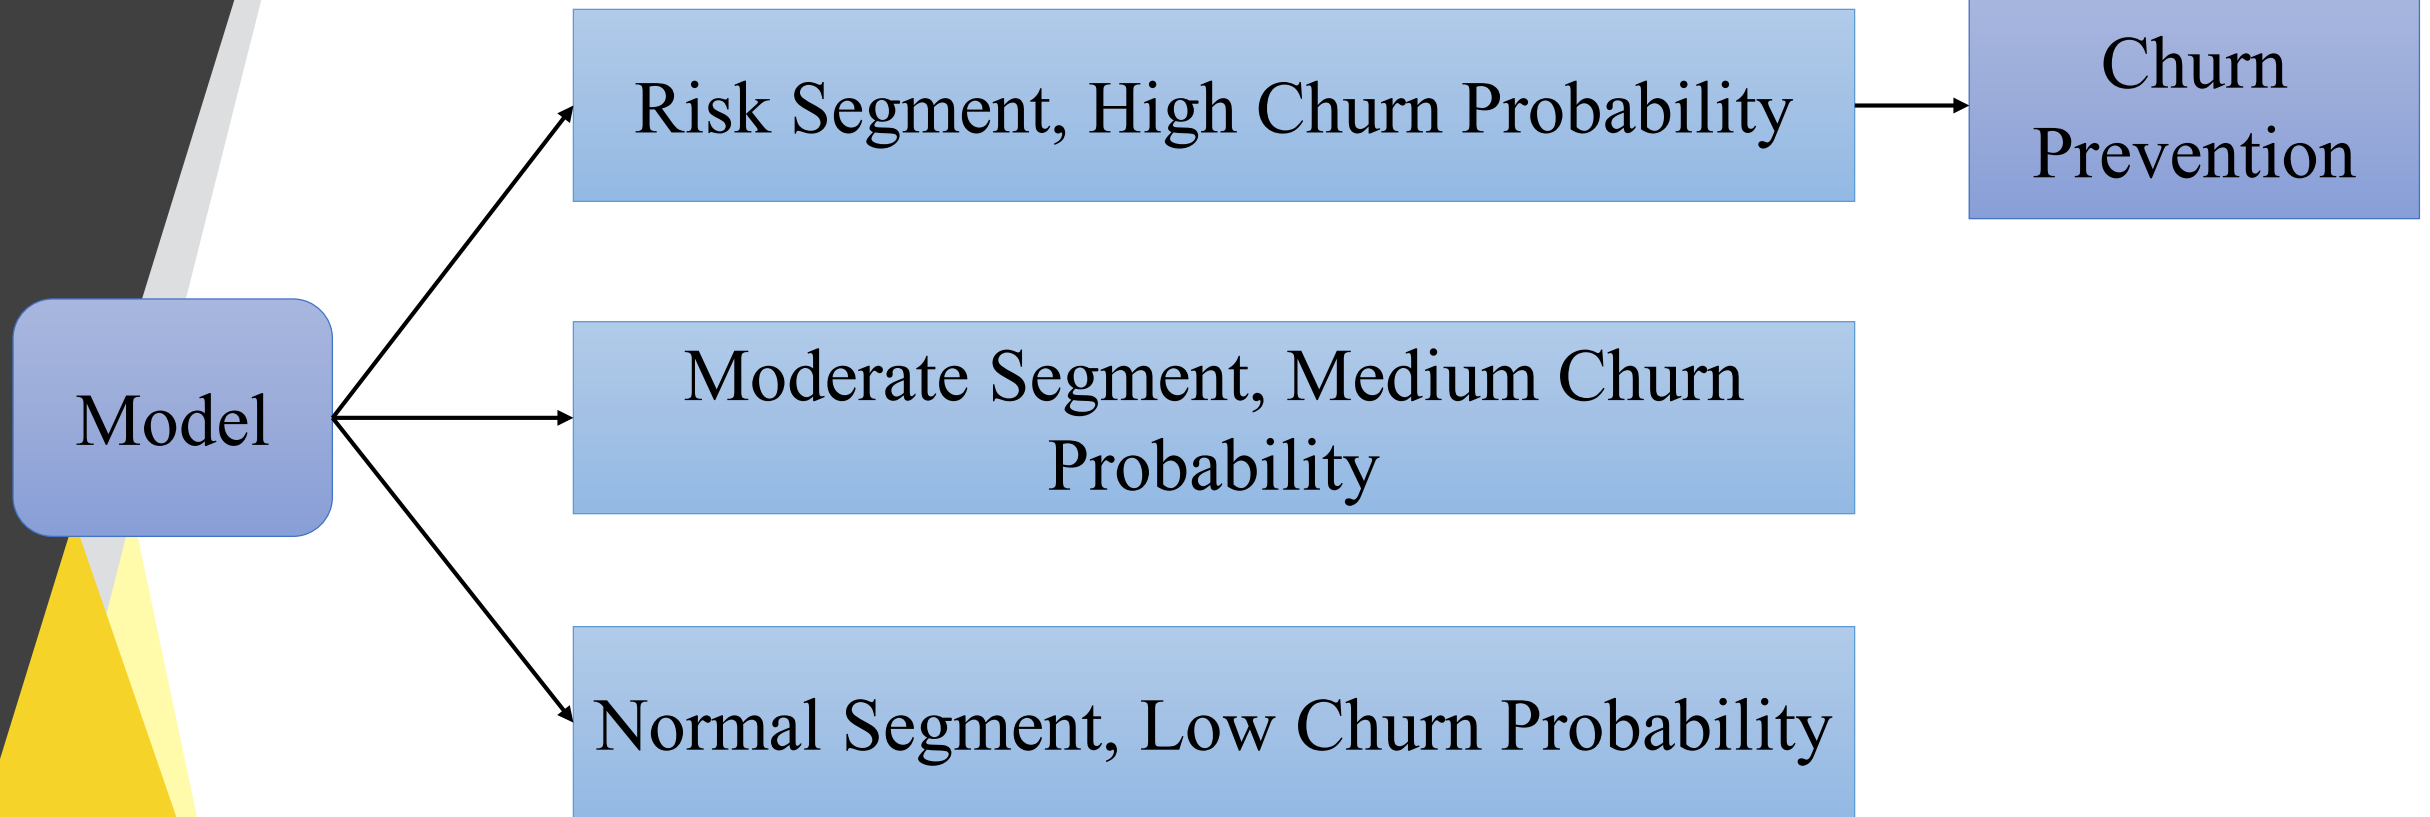 Risk Segment, High Churn Probability
Churn
Prevention
Model
Moderate Segment, Medium Churn
Probability
Normal Segment, Low Churn Probability